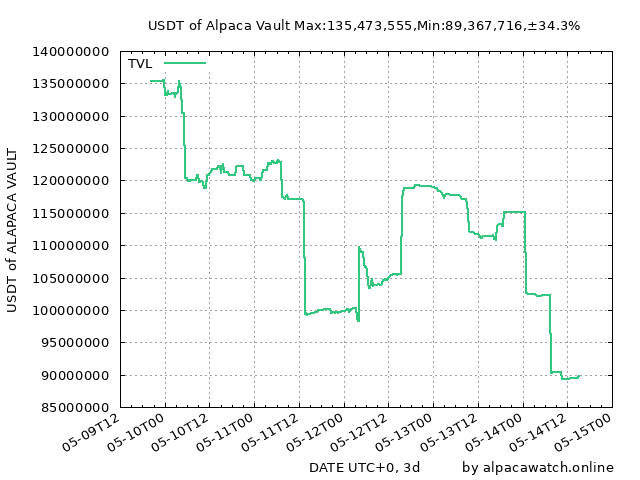 USDT of Alpaca Vault Max:135,473,555,Min:89,367,716,±34.3%
TVL
140000000
135000000
130000000
125000000
120000000
115000000
110000000
105000000
100000000
95000000
90000000
85000000
USDT of ALAPACA VAULT
05-09T12
05-10T00
05-10T12
05-11T00
05-11T12
05-12T00
05-12T12
05-13T00
05-13T12
05-14T00
05-14T12
05-15T00
DATE UTC+0, 3d
by alpacawatch.online